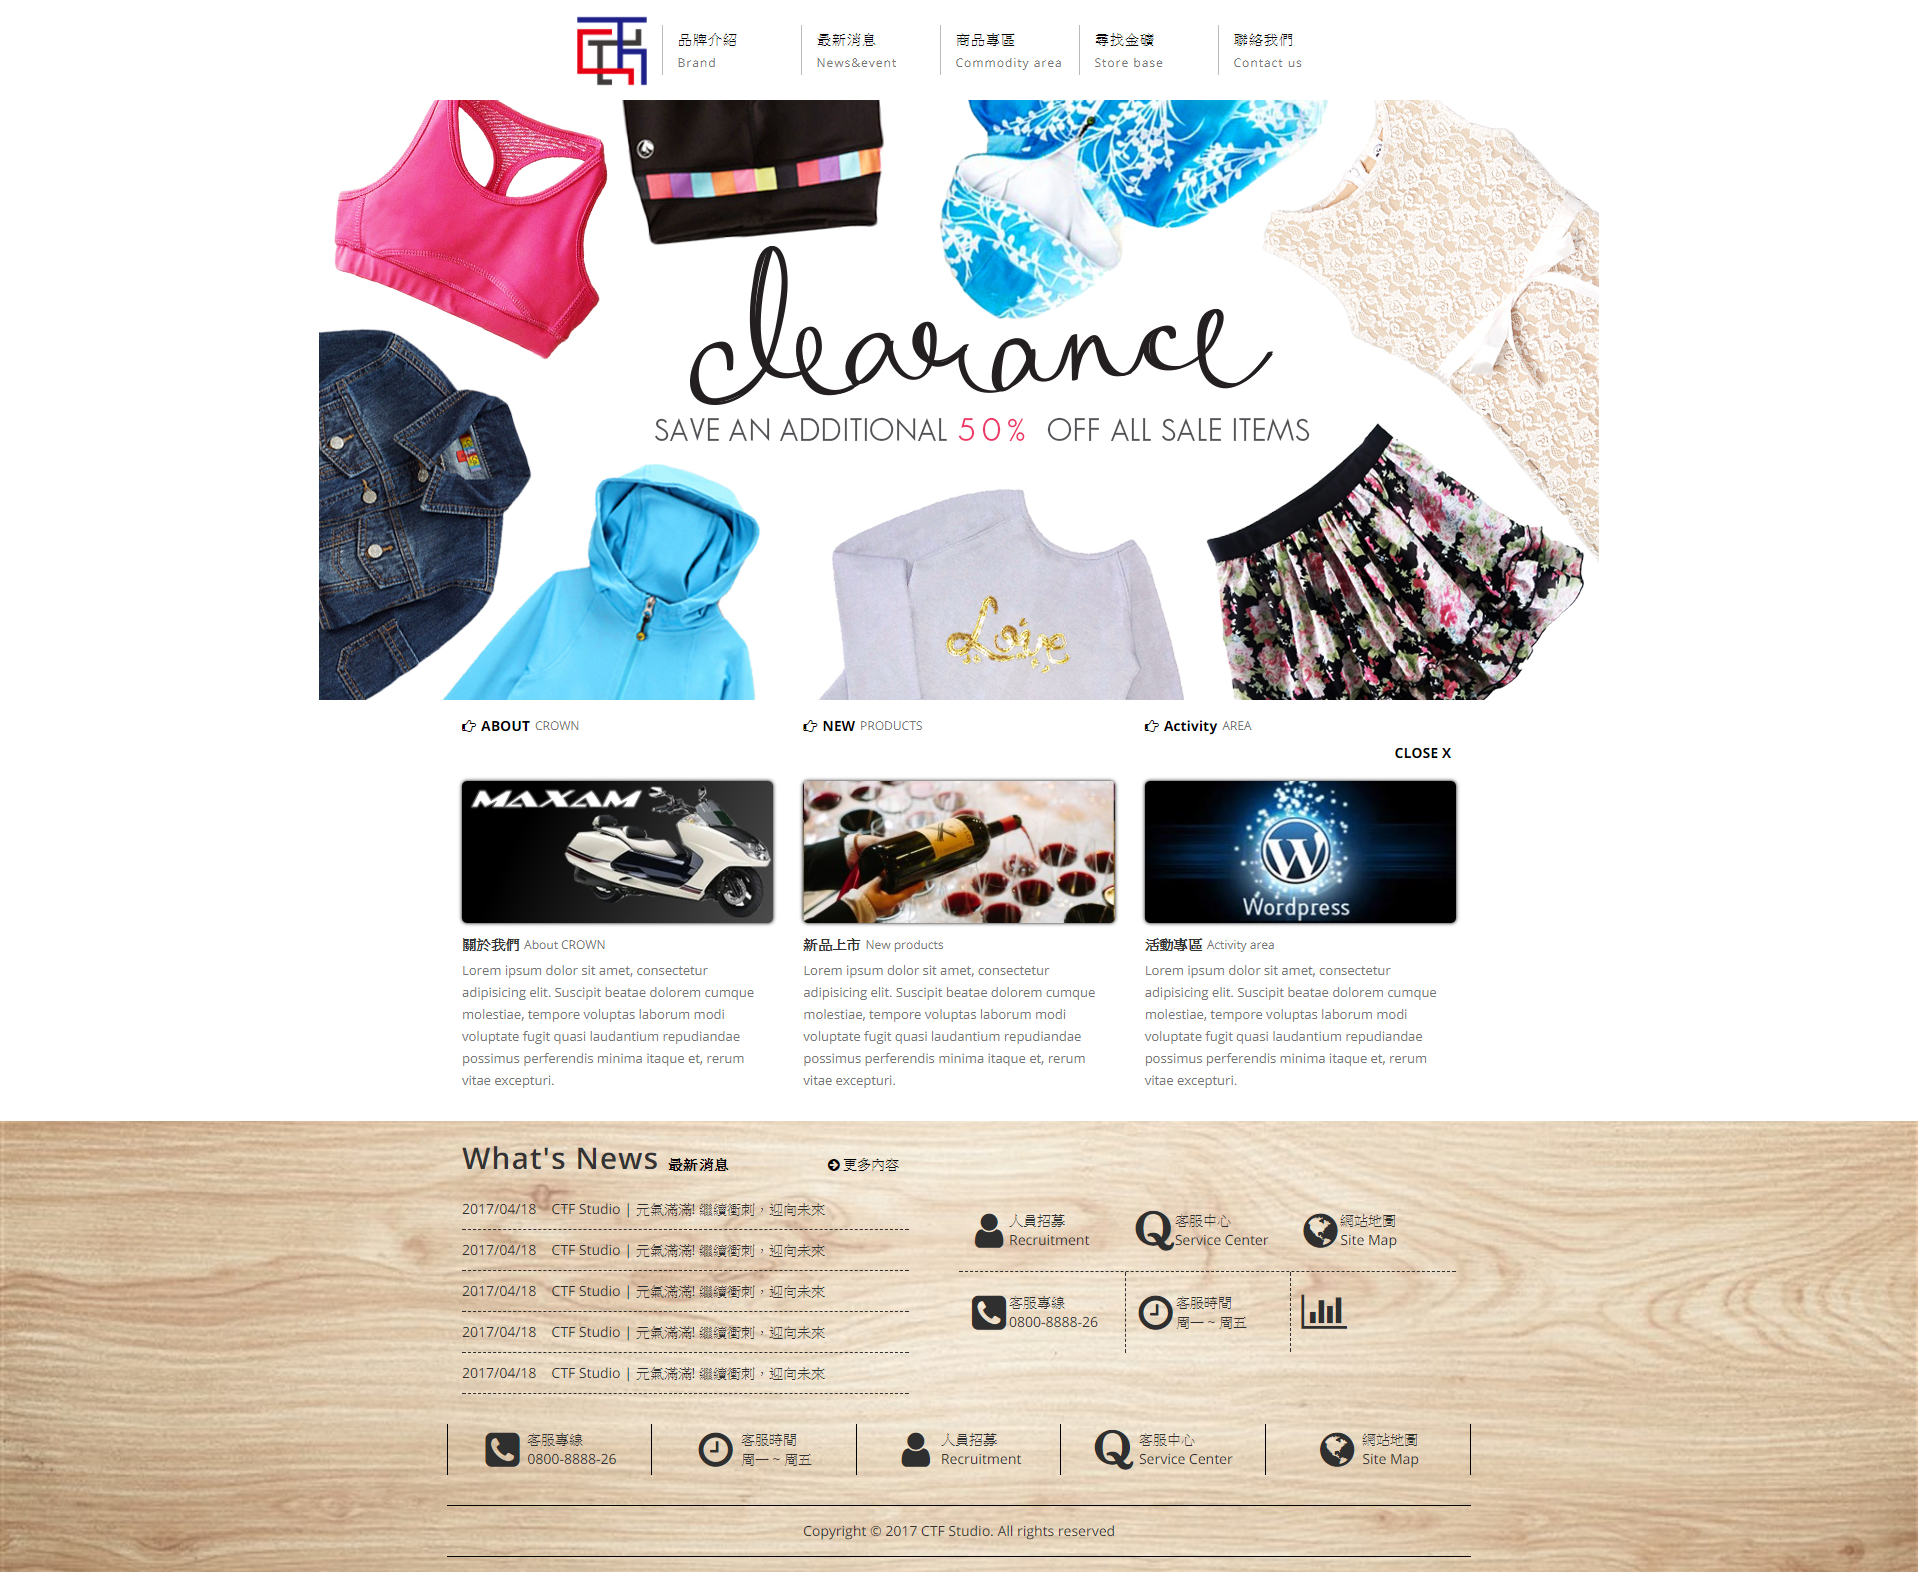 品牌介紹
Brand
最新消息
News&event
商品專區
Commodity area
尋找金礦
Store base
聯絡我們
Contact us
clearance
SAVE AN ADDITIONAL 50% OFF ALL SALE ITEMS
Love
ABOUT CROWN
NEW PRODUCTS
Activity AREA
CLOSE X
MAXAM
W
Wordpress
關於我們 About CROWN
Lorem ipsum dolor sit amet, consectetur
adipisicing elit. Suscipit beatae dolorem cumque
molestiae, tempore voluptas laborum modi
voluptate fugit quasi laudantium repudiandae
possimus perferendis minima itaque et, rerum
vitae excepturi.
新品上市 New products
Lorem ipsum dolor sit amet, consectetur
adipisicing elit. Suscipit beatae dolorem cumque
molestiae, tempore voluptas laborum modi
voluptate fugit quasi laudantium repudiandae
possimus perferendis minima itaque et, rerum
vitae excepturi.
活動專區 Activity area
Lorem ipsum dolor sit amet, consectetur
adipisicing elit. Suscipit beatae dolorem cumque
molestiae, tempore voluptas laborum modi
voluptate fugit quasi laudantium repudiandae
possimus perferendis minima itaque et, rerum
vitae excepturi.
What's News 最新消息
更多內容
2017/04/18 CTF Studio | 元氣滿滿! 繼續衝刺，迎向未來
2017/04/18 CTF Studio | 元氣滿滿! 繼續衝刺，迎向未來
2017/04/18 CTF Studio | 元氣滿滿! 繼續衝刺，迎向未來
2017/04/18 CTF Studio | 元氣滿滿! 繼續衝刺，迎向未來
2017/04/18 CTF Studio | 元氣滿滿! 繼續衝刺，迎向未來
人員招募
Recruitment
Q
客服中心
Service Center
網站地圖
Site Map
客服專線
0800-8888-26
客服時間
周一 ~ 周五
客服專線
0800-8888-26
客服時間
周一 ~ 周五
人員招募
Recruitment
Q
客服中心
Service Center
網站地圖
Site Map
Copyright © 2017 CTF Studio. All rights reserved